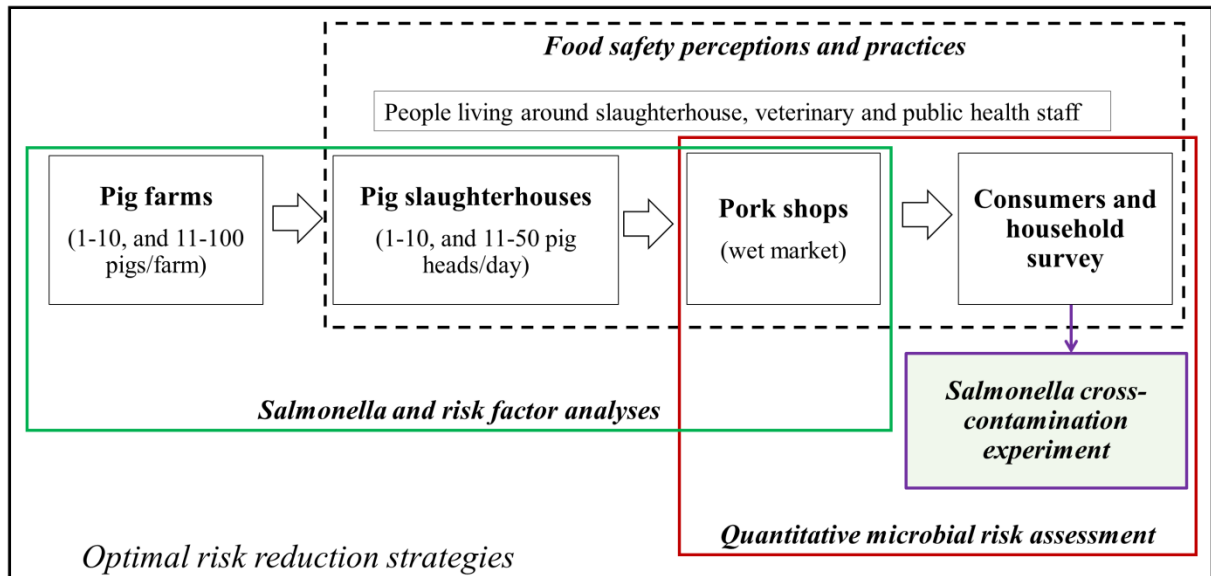 Food safety perceptions and practices
People living around slaughterhouse, veterinary and public health staff
Pig farms
(1-10, and 11-100
pigs/farm)
Pig slaughterhouses
(1-10, and 11-50 pig
heads/day)
Pork shops
(wet market)
Consumers and
household
survey
Salmonella and risk factor analyses
Salmonella cross-
contamination
experiment
Quantitative microbial risk assessment
Optimal risk reduction strategies